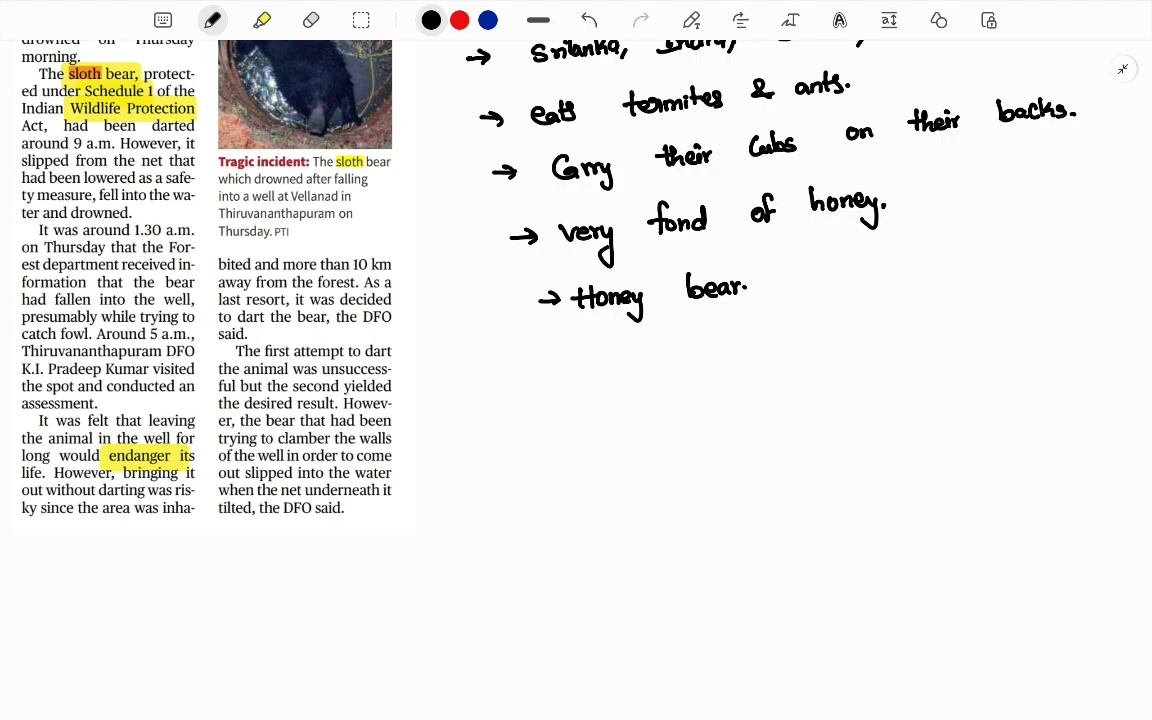 drowned on Thursday
morning.
The sloth bear, protect-
ed under Schedule 1 of the
Indian Wildlife Protection
Act, had been darted
around 9 a.m. However, it
slipped from the net that
had been lowered as a safe-
ty measure, fell into the wa-
ter and drowned.
It was around 1.30 a.m.
on Thursday that the For-
est department received in-
formation that the bear
had fallen into the well,
presumably while trying to
catch fowl. Around 5 a.m.,
Thiruvananthapuram DFO
K.I. Pradeep Kumar visited
the spot and conducted an
assessment.
It was felt that leaving
the animal in the well for
long would endanger its
life. However, bringing it
out without darting was ris-
ky since the area was inha-
Tragic incident: The sloth bear
which drowned after falling
into a well at Vellanad in
Thiruvananthapuram on
Thursday. PTI
bited and more than 10 km
away from the forest. As a
last resort, it was decided
to dart the bear, the DFO
said.
The first attempt to dart
the animal was unsuccess-
ful but the second yielded
the desired result. Howev-
er, the bear that had been
trying to clamber the walls
of the well in order to come
out slipped into the water
when the net underneath it
tilted, the DFO said.
→ Srilanka, India,
→ eats termites & ants.
→ Carry their Cubs on their backs.
→ very fond of honey.
→ Honey bear.